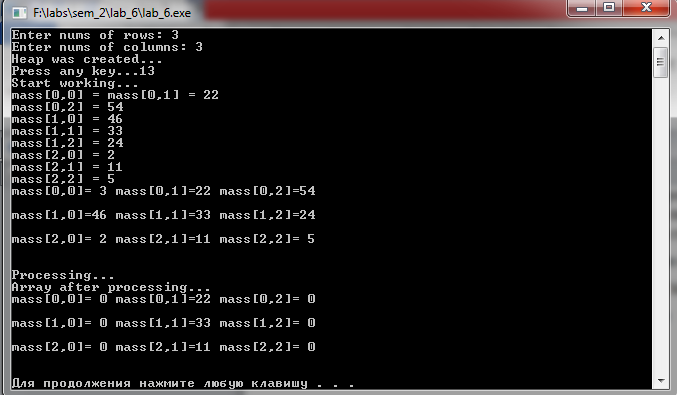 F:\labs\sem_2\lab_6\lab_6.exe
Enter nums of rows: 3
Enter nums of columns: 3
Heap was created...
Press any key...13
Start working...
mass[0,0] = mass[0,1] = 22
mass[0,2] = 54
mass[1,0] = 46
mass[1,1] = 33
mass[1,2] = 24
mass[2,0] = 2
mass[2,1] = 11
mass[2,2] = 5
mass[0,0]= 3 mass[0,1]=22 mass[0,2]=54
mass[1,0]=46 mass[1,1]=33 mass[1,2]=24
mass[2,0]= 2 mass[2,1]=11 mass[2,2]= 5
Processing...
Array after processing...
mass[0,0]= 0 mass[0,1]=22 mass[0,2]= 0
mass[1,0]= 0 mass[1,1]=33 mass[1,2]= 0
mass[2,0]= 0 mass[2,1]=11 mass[2,2]= 0
Для продолжения нажмите любую клавишу . . .